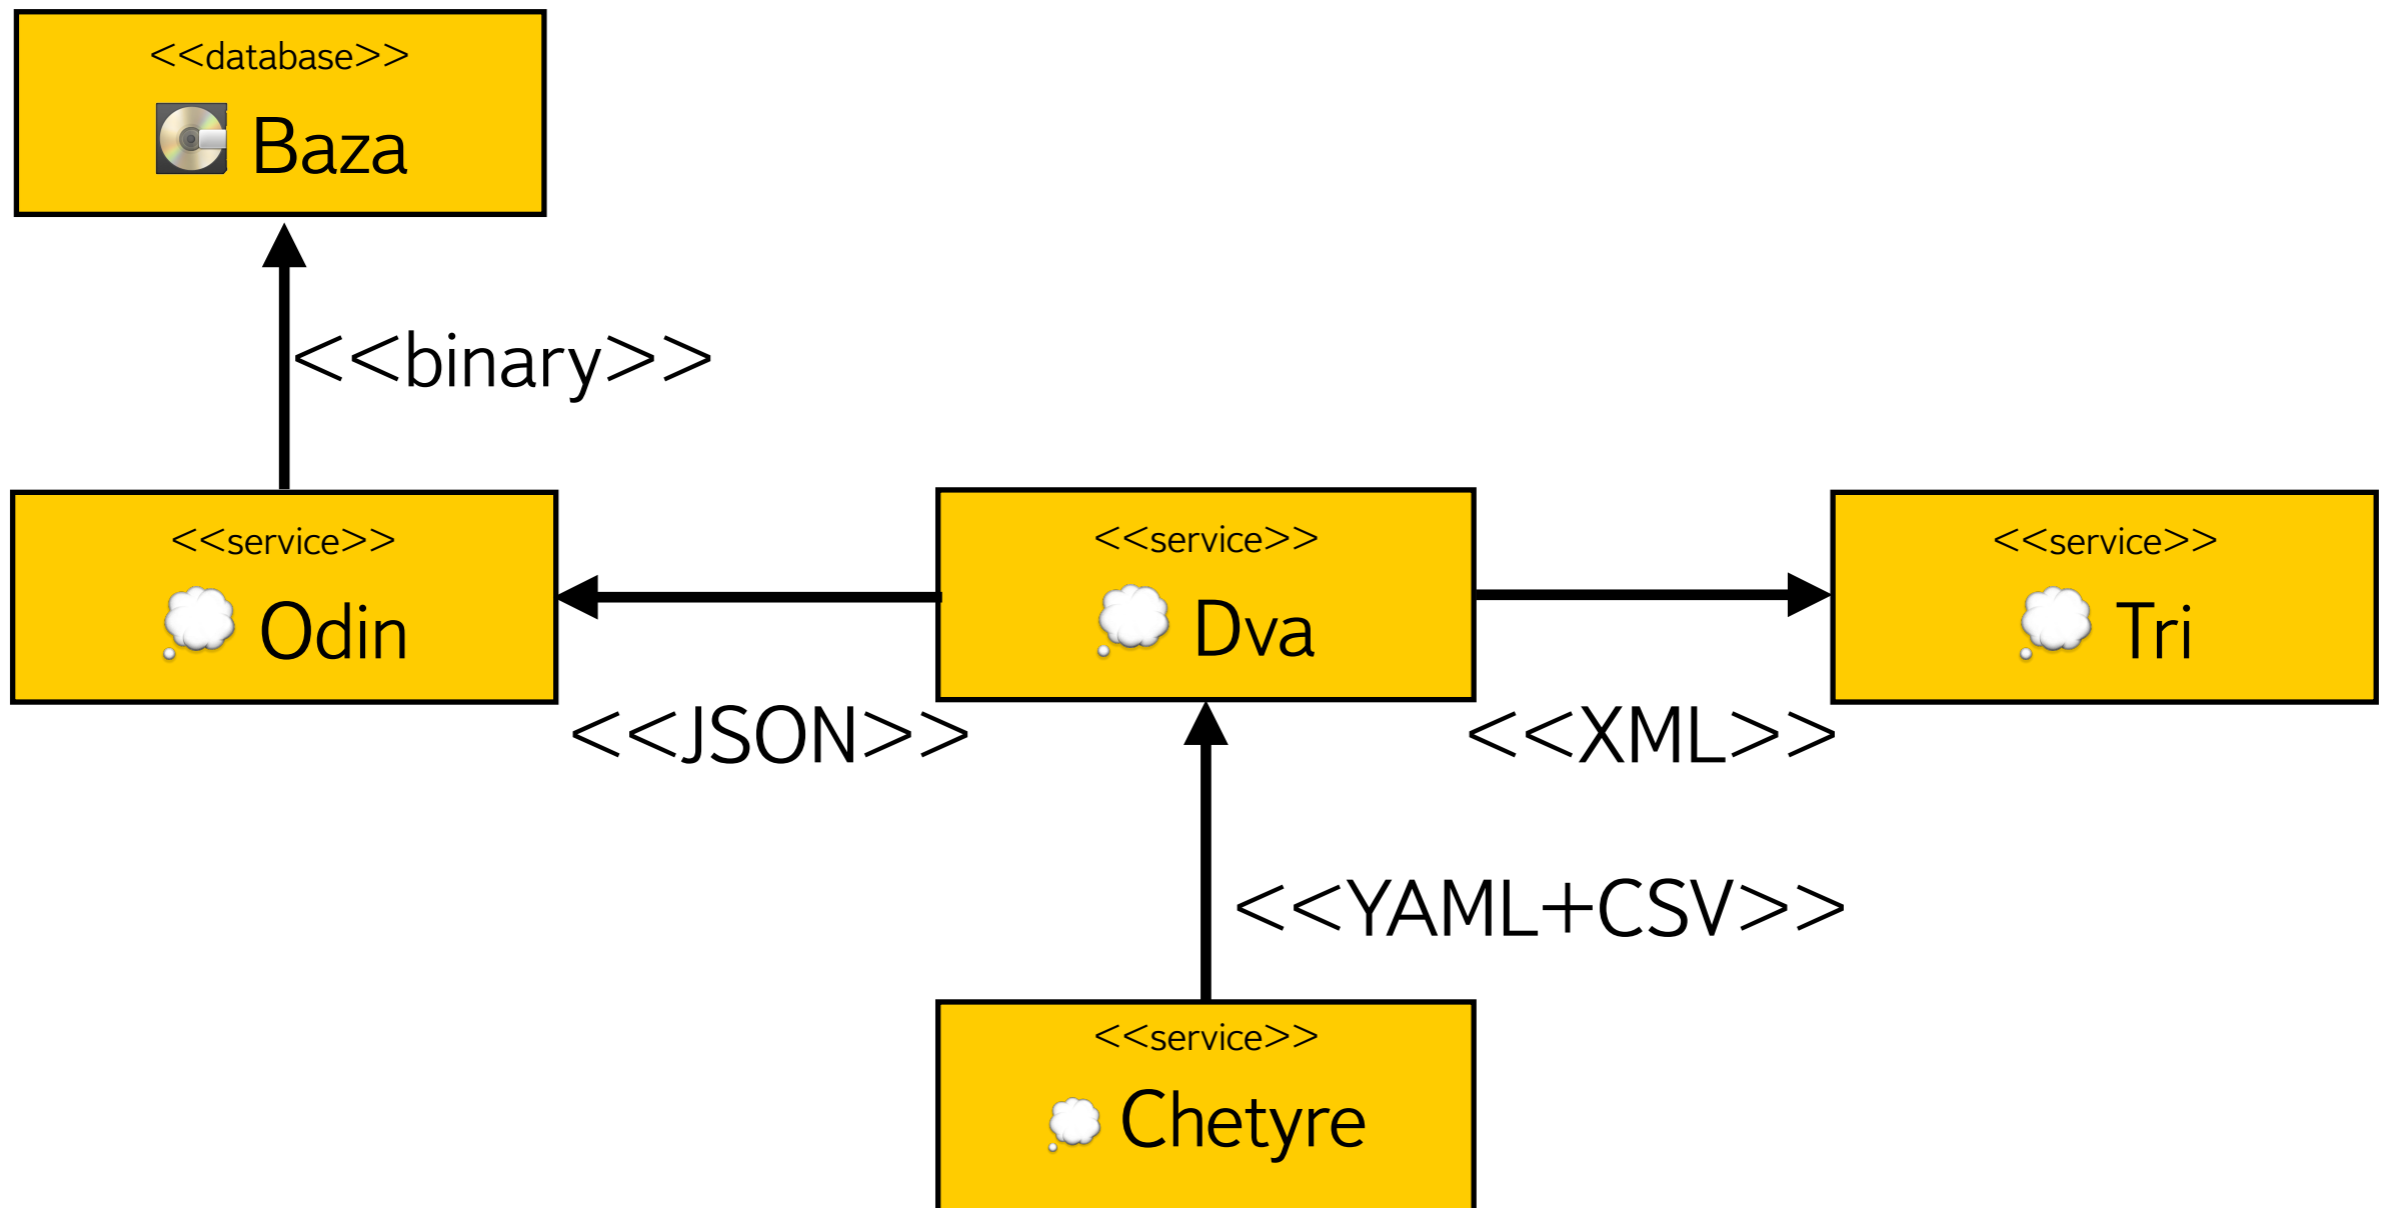 <<database>>
Baza
<<binary>>
<<service>>
Odin
<<service>>
Dva
<<service>>
Tri
<<JSON>>
<<XML>>
<<YAML+CSV>>
<<service>>
Chetyre